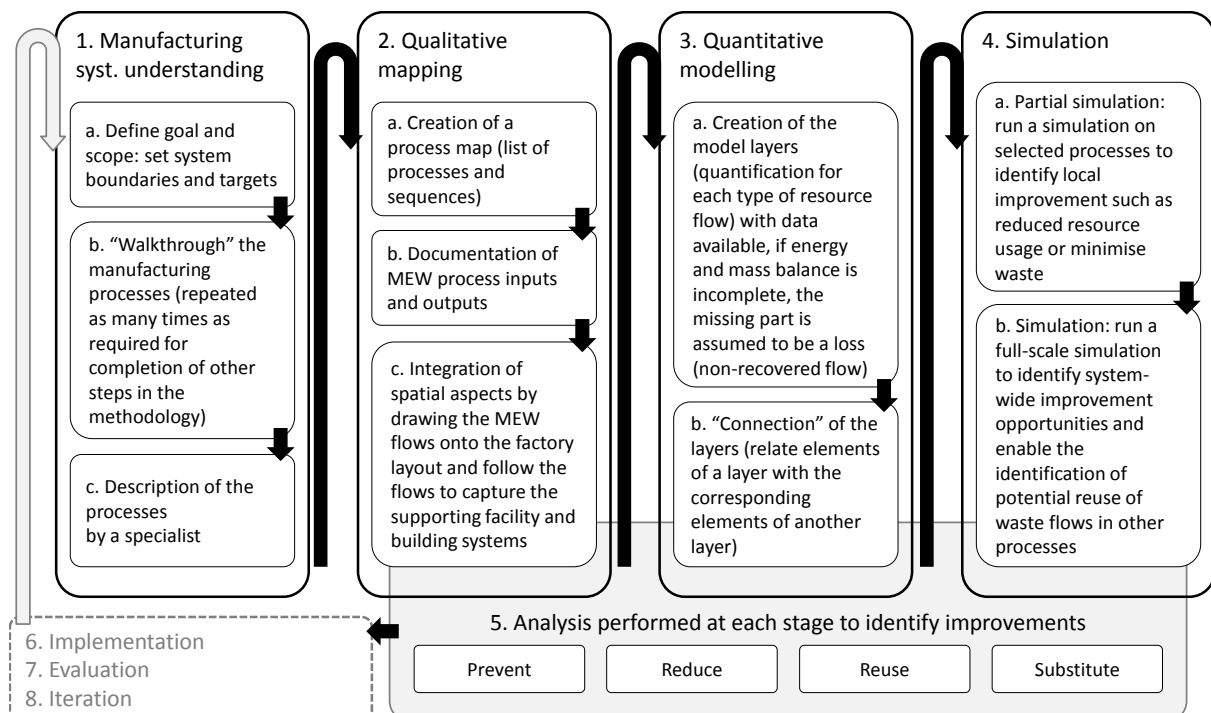 1. Manufacturing
syst. understanding
a. Define goal and
scope: set system
boundaries and targets
b. “Walkthrough” the
manufacturing
processes (repeated
as many times as
required for
completion of other
steps in the
methodology)
c. Description of the
processes
by a specialist
2. Qualitative
mapping
a. Creation of a
process map (list of
processes and
sequences)
b. Documentation of
MEW process inputs
and outputs
c. Integration of
spatial aspects by
drawing the MEW
flows onto the factory
layout and follow the
flows to capture the
supporting facility and
building systems
3. Quantitative
modelling
a. Creation of the
model layers
(quantification for
each type of resource
flow) with data
available, if energy
and mass balance is
incomplete, the
missing part is
assumed to be a loss
(non-recovered flow)
b. “Connection” of the
layers (relate elements
of a layer with the
corresponding
elements of another
layer)
4. Simulation
a. Partial simulation:
run a simulation on
selected processes to
identify local
improvement such as
reduced resource
usage or minimise
waste
b. Simulation: run a
full-scale simulation
to identify system-
wide improvement
opportunities and
enable the
identification of
potential reuse of
waste flows in other
processes
5. Analysis performed at each stage to identify improvements
Prevent
Reduce
Reuse
Substitute
6. Implementation
7. Evaluation
8. Iteration